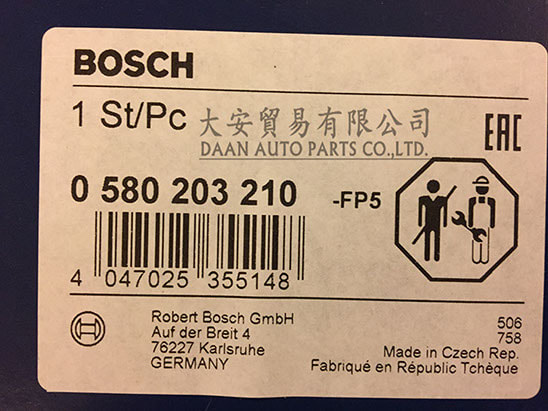 BOSCH
1 St/Pc
大安貿易有限公司
DAAN AUTO PARTS CO.,LTD.
EAC
0 580 203 210 -FP5
4 047025 355148
Robert Bosch GmbH
Auf der Breit 4
76227 Karlsruhe
GERMANY
506
758
Made in Czech Rep.
Fabriqué en République Tchèque